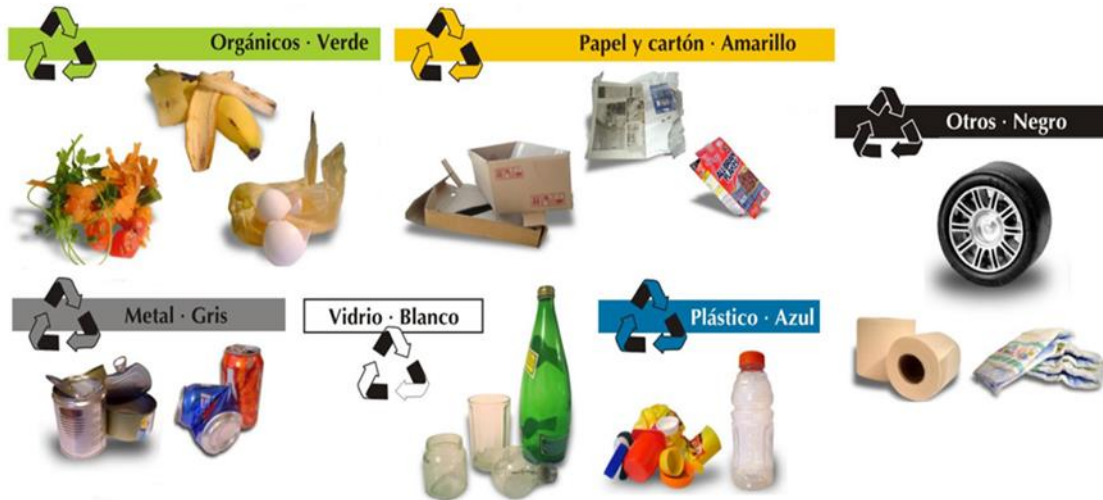 Orgánicos · Verde
Papel y cartón · Amarillo
Otros · Negro
Metal · Gris
Vidrio · Blanco
Plástico · Azul